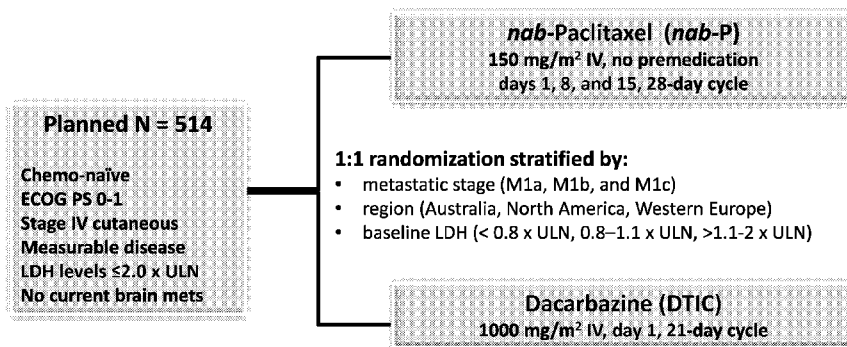 nab-Paclitaxel (nab-P)
150 mg/m² IV, no premedication
days 1, 8, and 15, 28-day cycle
Planned N = 514
Chemo-naïve
ECOG PS 0-1
Stage IV cutaneous
Measurable disease
LDH levels ≤2.0 x ULN
No current brain mets
1:1 randomization stratified by:
• metastatic stage (M1a, M1b, and M1c)
• region (Australia, North America, Western Europe)
• baseline LDH (< 0.8 x ULN, 0.8–1.1 x ULN, >1.1-2 x ULN)
Dacarbazine (DTIC)
1000 mg/m² IV, day 1, 21-day cycle